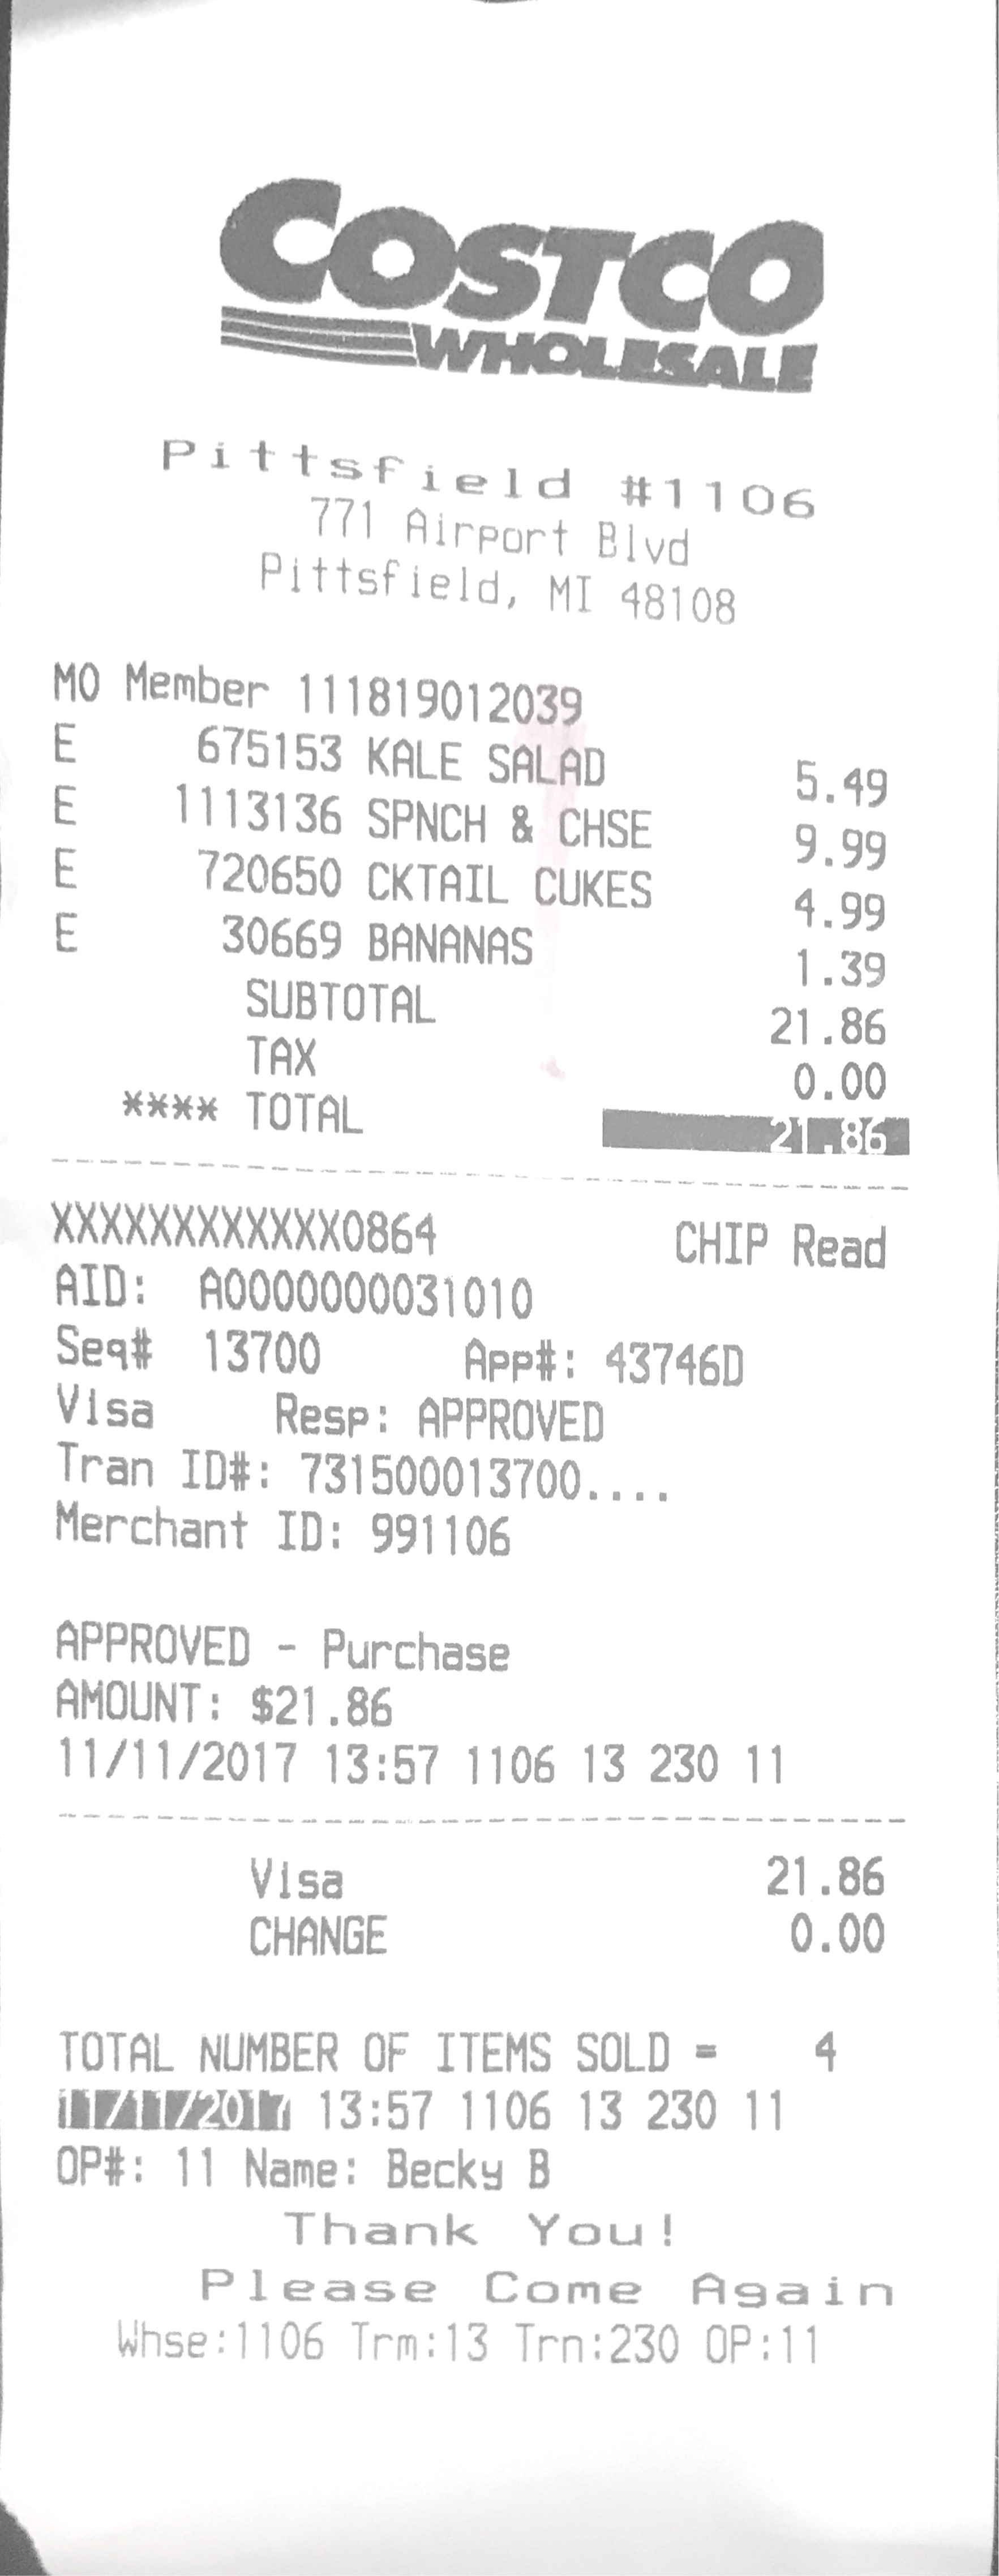 COSTCO
WHOLESALE
Pittsfield #1106
771 Airport Blvd
Pittsfield, MI 48108
MO Member 111819012039
E 675153 KALE SALAD 5.49
E 1113136 SPNCH & CHSE 9.99
E 720650 CKTAIL CUKES 4.99
E 30669 BANANAS 1.39
SUBTOTAL 21.86
TAX 0.00
**** TOTAL 21.86
XXXXXXXXXXXX0864 CHIP Read
AID: A0000000031010
Seq# 13700 App#: 43746D
Visa Resp: APPROVED
Tran ID#: 731500013700....
Merchant ID: 991106
APPROVED - Purchase
AMOUNT: $21.86
11/11/2017 13:57 1106 13 230 11
Visa 21.86
CHANGE 0.00
TOTAL NUMBER OF ITEMS SOLD = 4
11/11/2017 13:57 1106 13 230 11
OP#: 11 Name: Becky B
Thank You!
Please Come Again
Whse:1106 Trm:13 Trn:230 OP:11